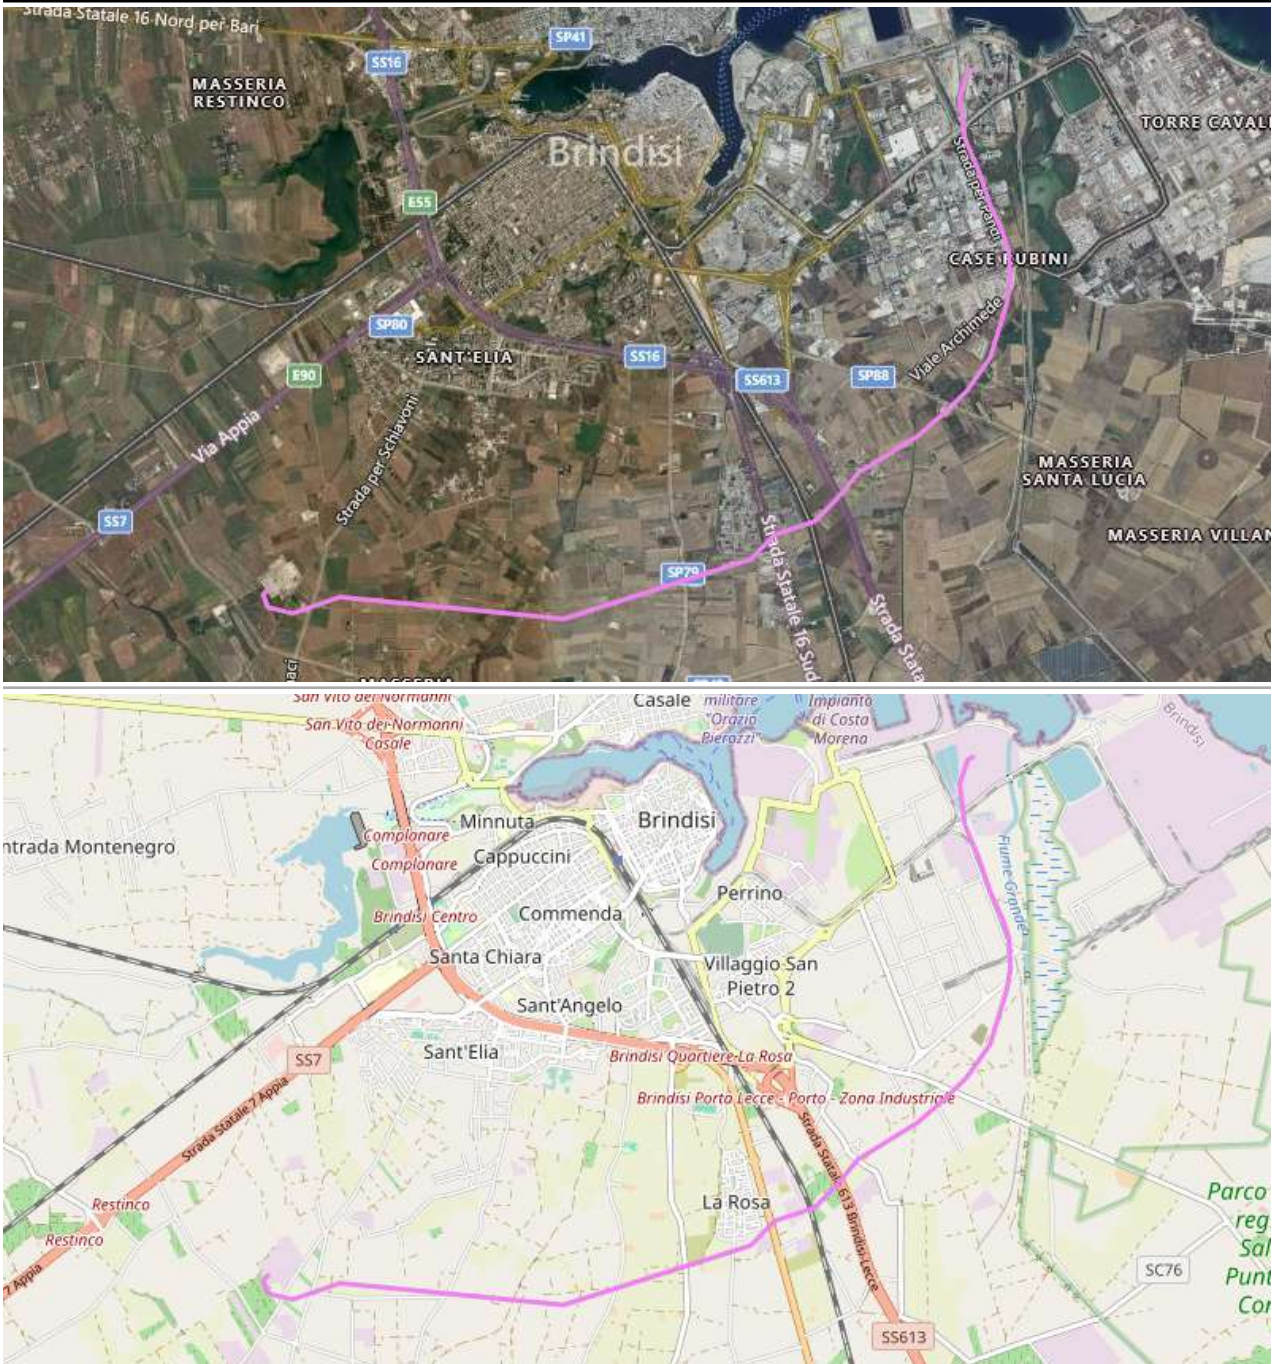 Strada Statale 16 Nord per Bari
SP41
SS16
MASSERIA
RESTINCO
TORRE CAVAL
Brindisi
Strada per Pandi
E55
CASE RUBINI
SP80
SANT'ELIA
SS16
Viale Archimede
E90
SS613
SP88
Via Appia
Strada per Schiavoni
MASSERIA
SANTA LUCIA
SS7
MASSERIA VILLAN
SP79
Strada Statale 16 Sud
Strada Stata
naci
MASSERIA
San Vito dei Normanni
San Vito dei Normanni
Casale
Casale
militare
"Orazio
Pierozzi"
Impianto
di Costa
Morena
Brindisi
Minnuta
Brindisi
Complanare
Complanare
ntrada Montenegro
Cappuccini
Fiume Grande
Perrino
Brindisi Centro
Commenda
Santa Chiara
Villaggio San
Pietro 2
Sant'Angelo
SS7
Sant'Elia
Brindisi Quartiere La Rosa
Brindisi Porto Lecce - Porto - Zona Industriale
Strada Statale 7 Appia
Strada Statale 613 Brindisi-Lecce
Restinco
La Rosa
Parco
reg
Sal
Punt
Con
Restinco
7 Appia
SC76
SS613